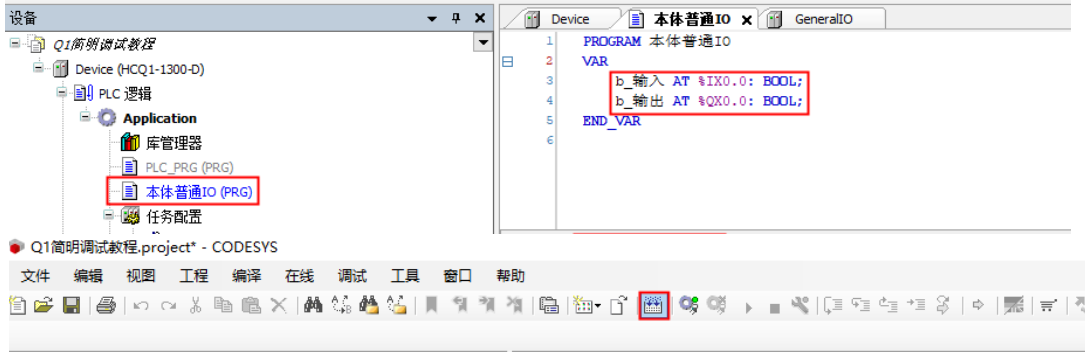 设备
Q1简明调试教程
Device (HCQ1-1300-D)
PLC 逻辑
Application
库管理器
PLC_PRG (PRG)
本体普通IO (PRG)
任务配置
Device 本体普通IO GeneralIO
1 PROGRAM 本体普通IO
2 VAR
3 b_输入 AT %IX0.0: BOOL;
4 b_输出 AT %QX0.0: BOOL;
5 END_VAR
6
Q1简明调试教程.project* - CODESYS
文件 编辑 视图 工程 编译 在线 调试 工具 窗口 帮助